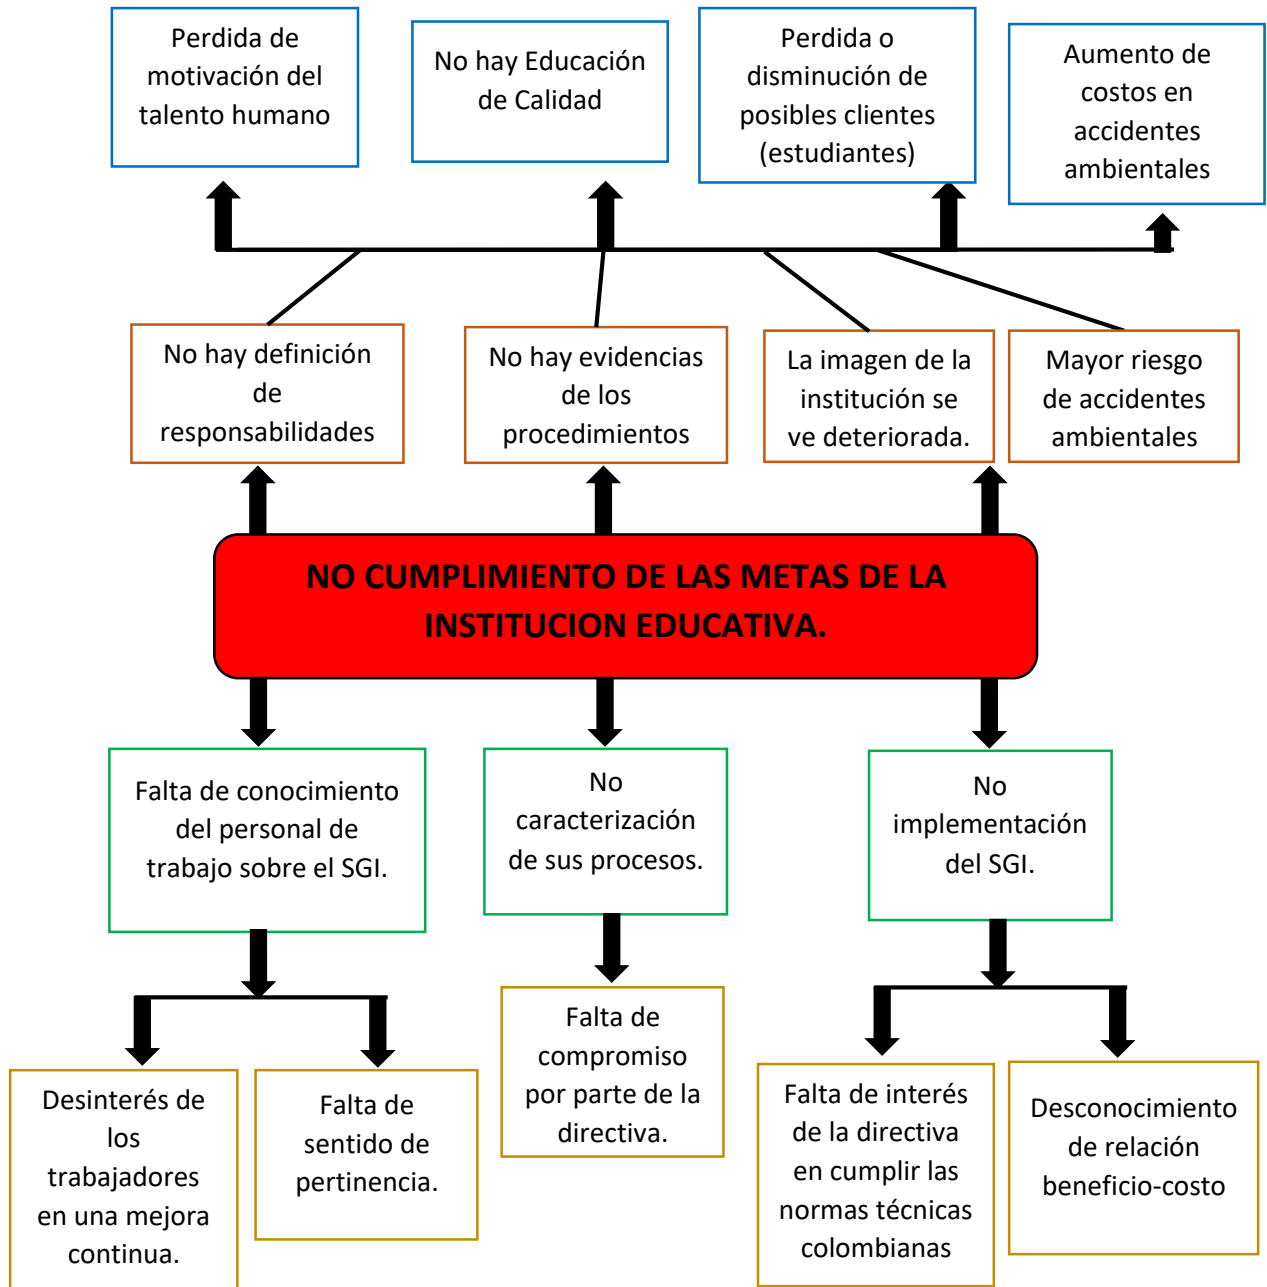 Perdida de
motivación del
talento humano
No hay Educación
de Calidad
Perdida o
disminución de
posibles clientes
(estudiantes)
Aumento de
costos en
accidentes
ambientales
No hay definición
de
responsabilidades
No hay evidencias
de los
procedimientos
La imagen de la
institución se
ve deteriorada.
Mayor riesgo
de accidentes
ambientales
NO CUMPLIMIENTO DE LAS METAS DE LA
INSTITUCION EDUCATIVA.
Falta de conocimiento
del personal de
trabajo sobre el SGI.
No
caracterización
de sus procesos.
No
implementación
del SGI.
Desinterés de
los
trabajadores
en una mejora
continua.
Falta de
sentido de
pertinencia.
Falta de
compromiso
por parte de la
directiva.
Falta de interés
de la directiva
en cumplir las
normas técnicas
colombianas
Desconocimiento
de relación
beneficio-costo